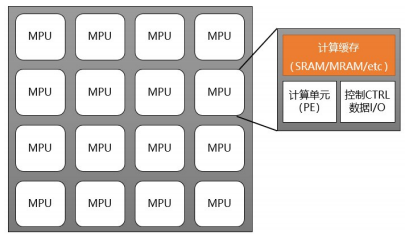 MPU MPU MPU MPU
MPU MPU MPU MPU
MPU MPU MPU MPU
MPU MPU MPU MPU
计算缓存
(SRAM/MRAM/etc)
计算单元
(PE)
控制CTRL
数据I/O